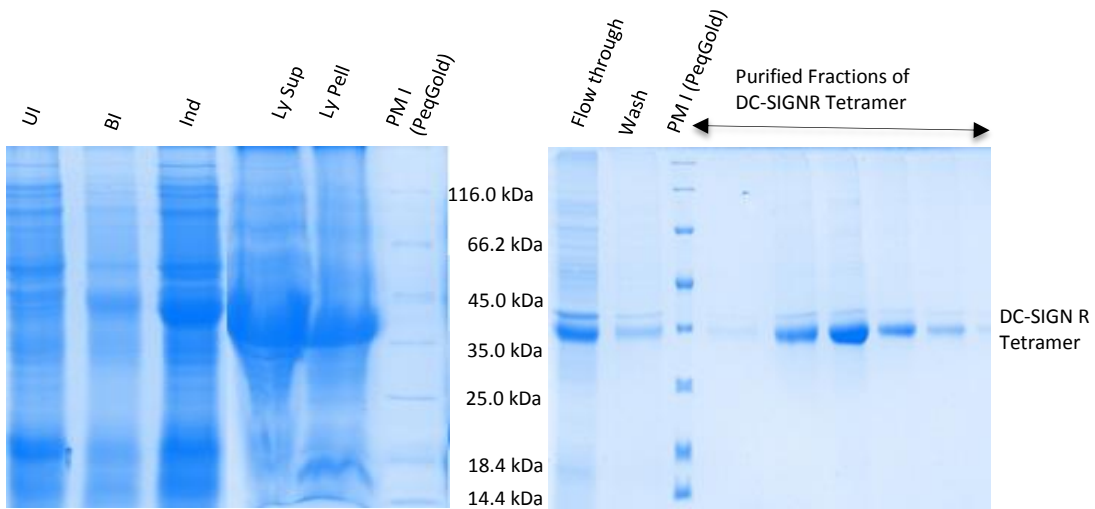 UI
BI
Ind
Ly Sup
Ly Pell
PM I
(PeqGold)
116.0 kDa
66.2 kDa
45.0 kDa
35.0 kDa
25.0 kDa
18.4 kDa
14.4 kDa
Flow through
Wash
PM I (PeqGold)
Purified Fractions of
DC-SIGNR Tetramer
DC-SIGN R
Tetramer